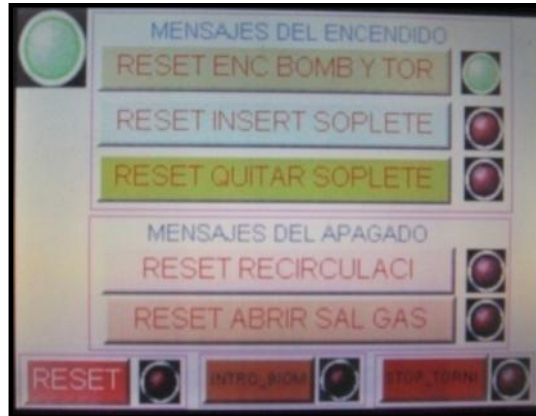 MENSAJES DEL ENCENDIDO
RESET ENC BOMB Y TOR
RESET INSERT SOPLETE
RESET QUITAR SOPLETE
MENSAJES DEL APAGADO
RESET RECIRCULACI
RESET ABRIR SAL GAS
RESET INTRO_BIOM STOP_TORNI